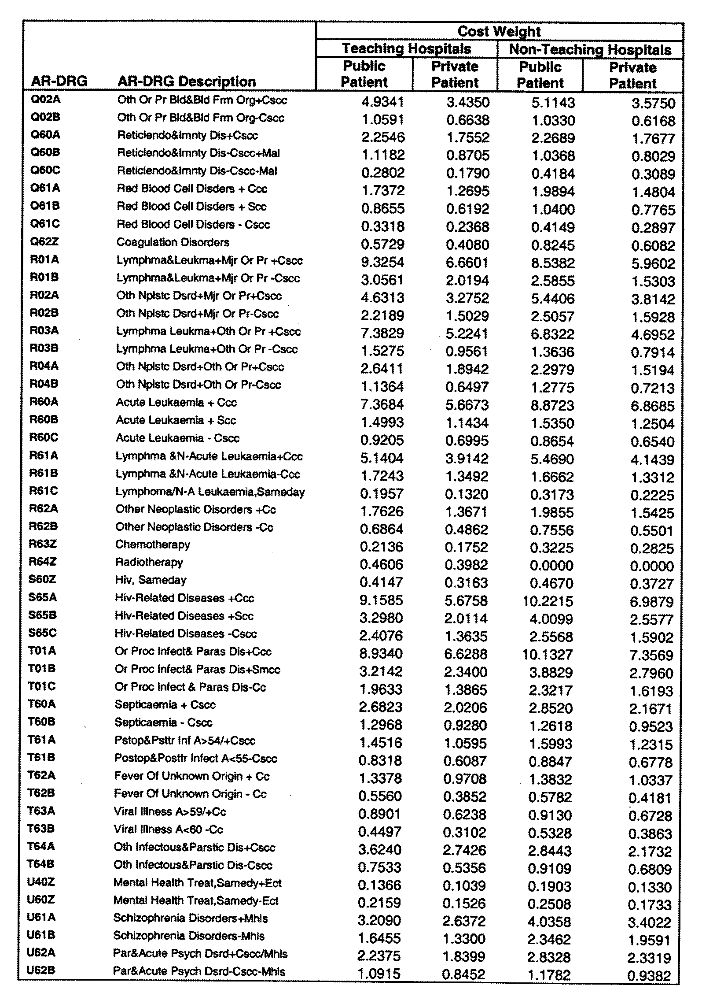 Cost Weight
Teaching Hospitals Non-Teaching Hospitals
Public Private Public Private
AR-DRG AR-DRG Description Patient Patient Patient Patient
Q02A Oth Or Pr Bld&Bld Frm Org+Cscc 4.9341 3.4350 5.1143 3.5750
Q02B Oth Or Pr Bld&Bld Frm Org-Cscc 1.0591 0.6638 1.0330 0.6168
Q60A Reticlendo&Imnty Dis+Cscc 2.2546 1.7552 2.2689 1.7677
Q60B Reticlendo&Imnty Dis-Cscc+Mal 1.1182 0.8705 1.0368 0.8029
Q60C Reticlendo&Imnty Dis-Cscc-Mal 0.2802 0.1790 0.4184 0.3089
Q61A Red Blood Cell Disders + Ccc 1.7372 1.2695 1.9894 1.4804
Q61B Red Blood Cell Disders + Scc 0.8655 0.6192 1.0400 0.7765
Q61C Red Blood Cell Disders - Cscc 0.3318 0.2368 0.4149 0.2897
Q62Z Coagulation Disorders 0.5729 0.4080 0.8245 0.6082
R01A Lymphma&Leukma+Mjr Or Pr +Cscc 9.3254 6.6601 8.5382 5.9602
R01B Lymphma&Leukma+Mjr Or Pr -Cscc 3.0561 2.0194 2.5855 1.5303
R02A Oth Nplstc Dsrd+Mjr Or Pr+Cscc 4.6313 3.2752 5.4406 3.8142
R02B Oth Nplstc Dsrd+Mjr Or Pr-Cscc 2.2189 1.5029 2.5057 1.5928
R03A Lymphma Leukma+Oth Or Pr +Cscc 7.3829 5.2241 6.8322 4.6952
R03B Lymphma Leukma+Oth Or Pr -Cscc 1.5275 0.9561 1.3636 0.7914
R04A Oth Nplstc Dsrd+Oth Or Pr+Cscc 2.6411 1.8942 2.2979 1.5194
R04B Oth Nplstc Dsrd+Oth Or Pr-Cscc 1.1364 0.6497 1.2775 0.7213
R60A Acute Leukaemia + Ccc 7.3684 5.6673 8.8723 6.8685
R60B Acute Leukaemia + Scc 1.4993 1.1434 1.5350 1.2504
R60C Acute Leukaemia - Cscc 0.9205 0.6995 0.8654 0.6540
R61A Lymphma &N-Acute Leukaemia+Ccc 5.1404 3.9142 5.4690 4.1439
R61B Lymphma &N-Acute Leukaemia-Ccc 1.7243 1.3492 1.6662 1.3312
R61C Lymphoma/N-A Leukaemia,Sameday 0.1957 0.1320 0.3173 0.2225
R62A Other Neoplastic Disorders +Cc 1.7626 1.3671 1.9855 1.5425
R62B Other Neoplastic Disorders -Cc 0.6864 0.4862 0.7556 0.5501
R63Z Chemotherapy 0.2136 0.1752 0.3225 0.2825
R64Z Radiotherapy 0.4606 0.3982 0.0000 0.0000
S60Z Hiv, Sameday 0.4147 0.3163 0.4670 0.3727
S65A Hiv-Related Diseases +Ccc 9.1585 5.6758 10.2215 6.9879
S65B Hiv-Related Diseases +Scc 3.2980 2.0114 4.0099 2.5577
S65C Hiv-Related Diseases -Cscc 2.4076 1.3635 2.5568 1.5902
T01A Or Proc Infect& Paras Dis+Ccc 8.9340 6.6288 10.1327 7.3569
T01B Or Proc Infect& Paras Dis+Smcc 3.2142 2.3400 3.8829 2.7960
T01C Or Proc Infect & Paras Dis-Cc 1.9633 1.3865 2.3217 1.6193
T60A Septicaemia + Cscc 2.6823 2.0206 2.8520 2.1671
T60B Septicaemia - Cscc 1.2968 0.9280 1.2618 0.9523
T61A Pstop&Psttr Inf A>54/+Cscc 1.4516 1.0595 1.5993 1.2315
T61B Postop&Posttr Infect A<55-Cscc 0.8318 0.6087 0.8847 0.6778
T62A Fever Of Unknown Origin + Cc 1.3378 0.9708 1.3832 1.0337
T62B Fever Of Unknown Origin - Cc 0.5560 0.3852 0.5782 0.4181
T63A Viral Illness A>59/+Cc 0.8901 0.6238 0.9130 0.6728
T63B Viral Illness A<60 -Cc 0.4497 0.3102 0.5328 0.3863
T64A Oth Infectous&Parstic Dis+Cscc 3.6240 2.7426 2.8443 2.1732
T64B Oth Infectous&Parstic Dis-Cscc 0.7533 0.5356 0.9109 0.6809
U40Z Mental Health Treat,Samedy+Ect 0.1366 0.1039 0.1903 0.1330
U60Z Mental Health Treat,Samedy-Ect 0.2159 0.1526 0.2508 0.1733
U61A Schizophrenia Disorders+Mhls 3.2090 2.6372 4.0358 3.4022
U61B Schizophrenia Disorders-Mhls 1.6455 1.3300 2.3462 1.9591
U62A Par&Acute Psych Dsrd+Cscc/Mhls 2.2375 1.8399 2.8328 2.3319
U62B Par&Acute Psych Dsrd-Cscc-Mhls 1.0915 0.8452 1.1782 0.9382